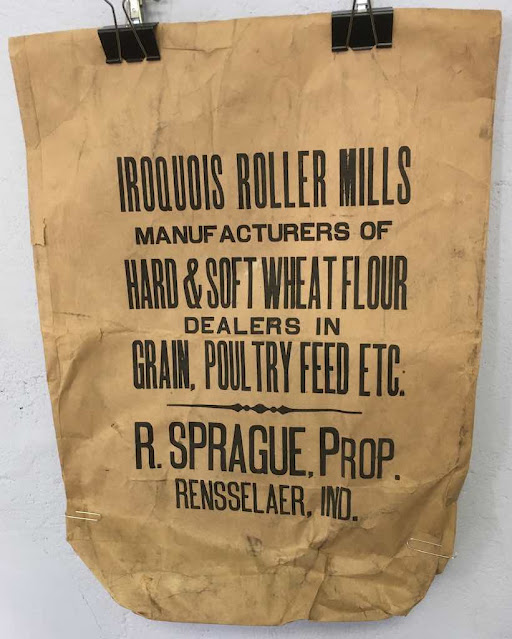 IROQUOIS ROLLER MILLS
MANUFACTURERS OF
HARD & SOFT WHEAT FLOUR
DEALERS IN
GRAIN, POULTRY FEED ETC.
R. SPRAGUE, PROP.
RENSSELAER, IND.